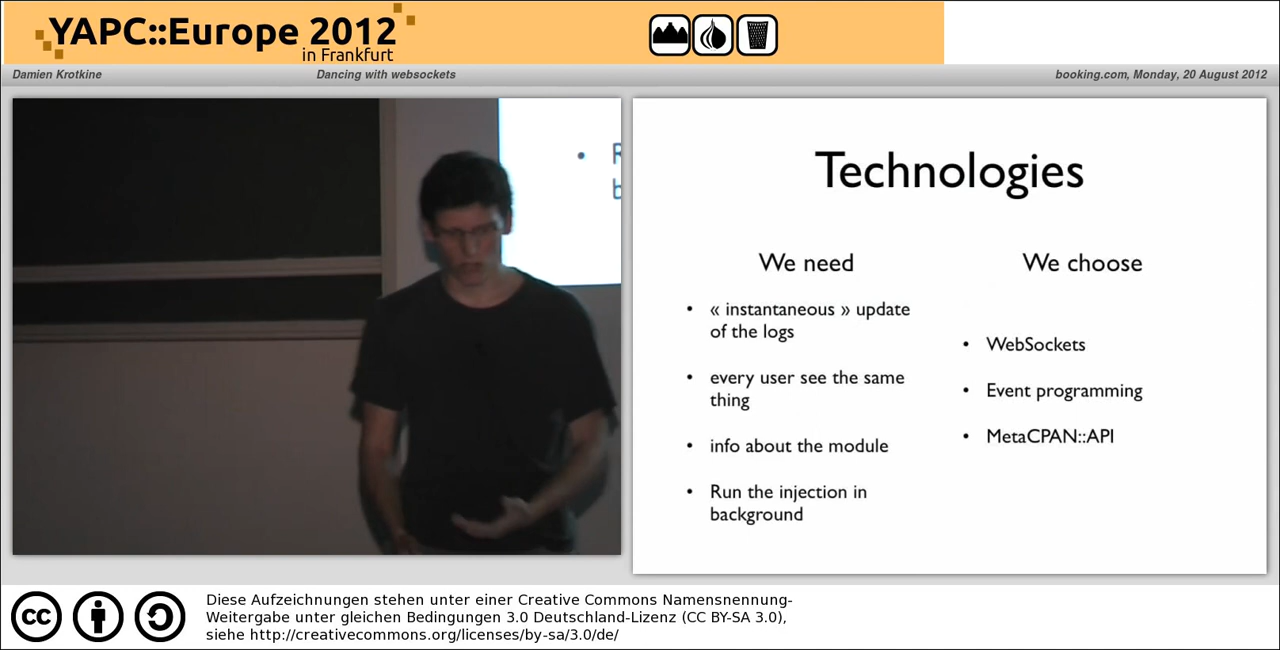 YAPC::Europe 2012
in Frankfurt
Damien Krotkine
Dancing with websockets
booking.com, Monday, 20 August 2012
Technologies
We need
• « instantaneous » update
of the logs
• every user see the same
thing
• info about the module
• Run the injection in
background
We choose
• WebSockets
• Event programming
• MetaCPAN::API
cc
Diese Aufzeichnungen stehen unter einer Creative Commons Namensnennung-
Weitergabe unter gleichen Bedingungen 3.0 Deutschland-Lizenz (CC BY-SA 3.0),
siehe http://creativecommons.org/licenses/by-sa/3.0/de/